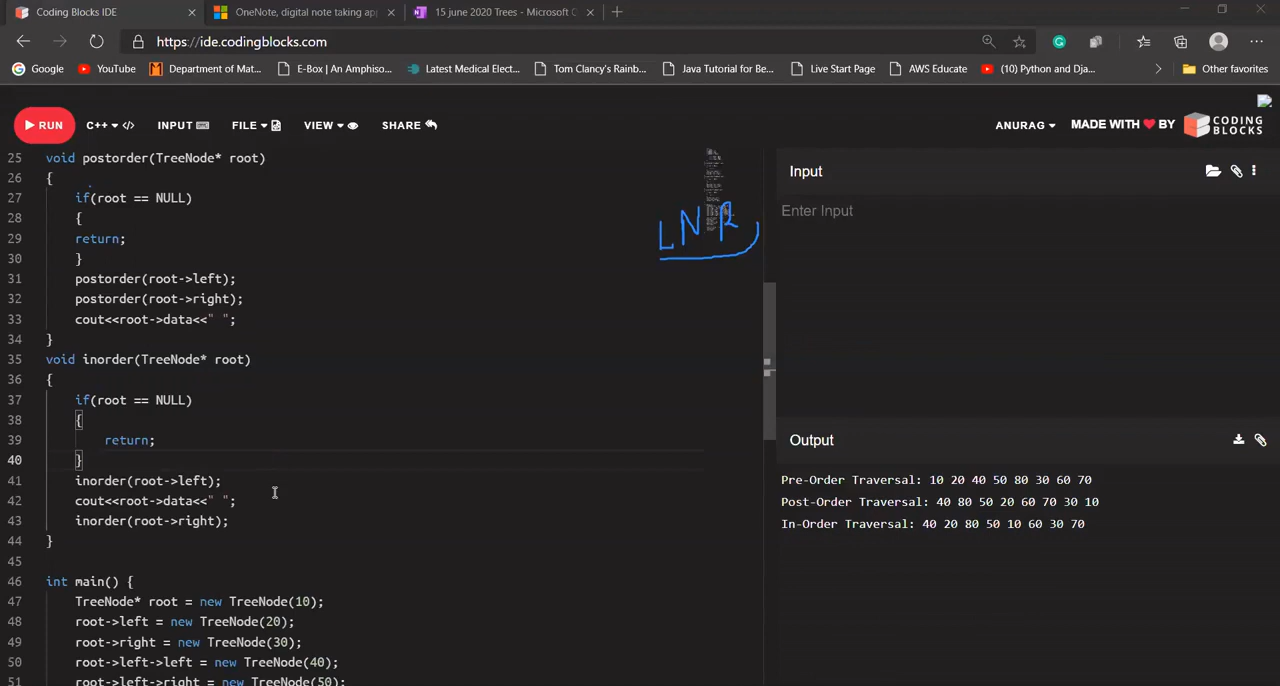 Coding Blocks IDE
OneNote, digital note taking app
15 june 2020 Trees - Microsoft O
https://ide.codingblocks.com
Google
YouTube
Department of Mat...
E-Box | An Amphiso...
Latest Medical Elect...
Tom Clancy's Rainb...
Java Tutorial for Be...
Live Start Page
AWS Educate
(10) Python and Dja...
Other favorites
RUN
C++
INPUT
FILE
VIEW
SHARE
ANURAG
MADE WITH BY
CODING
BLOCKS
25 void postorder(TreeNode* root)
26 {
27 if(root == NULL)
28 {
29 return;
30 }
31 postorder(root->left);
32 postorder(root->right);
33 cout<<root->data<<" ";
34 }
35 void inorder(TreeNode* root)
36 {
37 if(root == NULL)
38 {
39 return;
40 }
41 inorder(root->left);
42 cout<<root->data<<" ";
43 inorder(root->right);
44 }
45
46 int main() {
47 TreeNode* root = new TreeNode(10);
48 root->left = new TreeNode(20);
49 root->right = new TreeNode(30);
50 root->left->left = new TreeNode(40);
51 root->left->right = new TreeNode(50);
L N R
Input
Enter Input
Output
Pre-Order Traversal: 10 20 40 50 80 30 60 70
Post-Order Traversal: 40 80 50 20 60 70 30 10
In-Order Traversal: 40 20 80 50 10 60 30 70